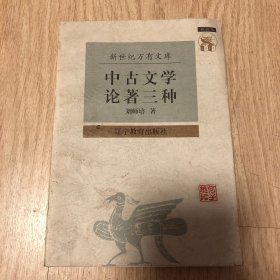 新世纪万有文库
中古文学
论著三种
刘师培 著
辽宁教育出版社